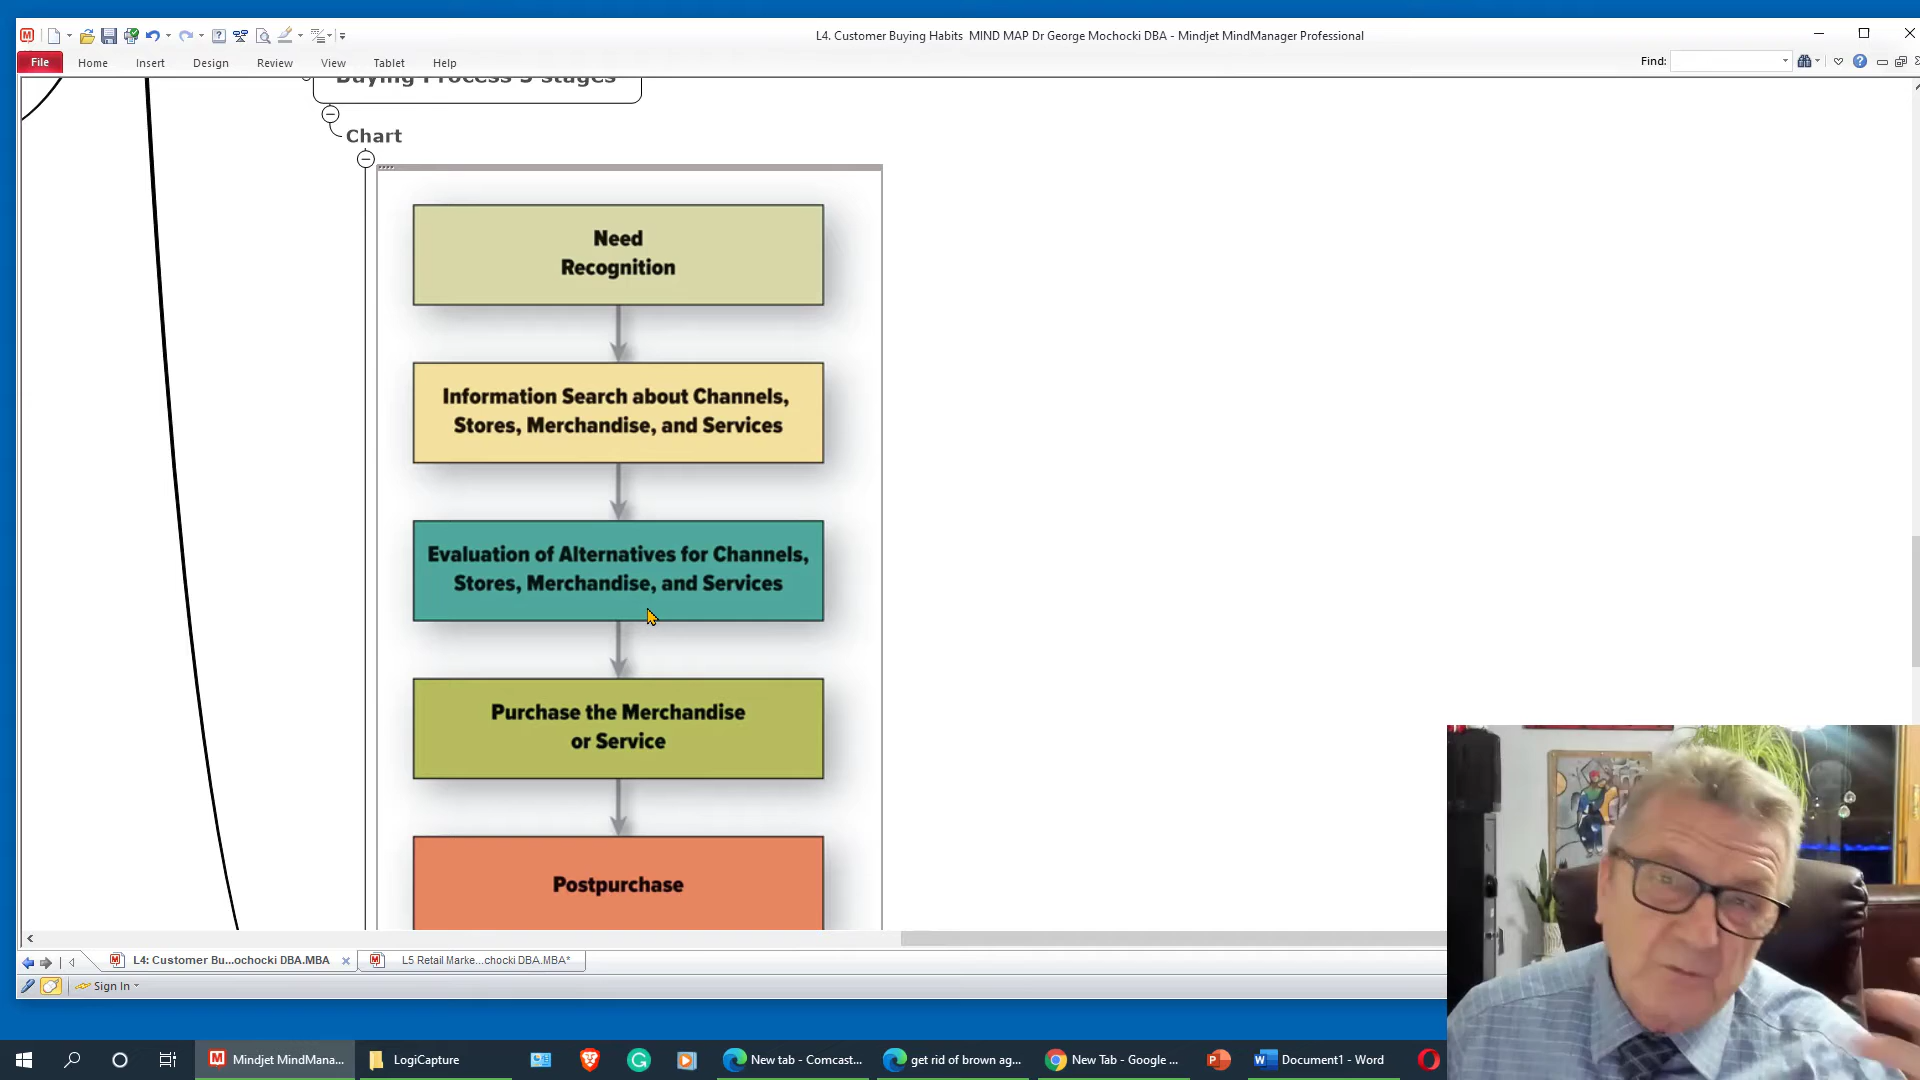 L4. Customer Buying Habits  MIND MAP Dr George Mochocki DBA - Mindjet MindManager Professional
File
Home
Insert
Design
Review
View
Tablet
Help
Find:
Buying Process 5 stages
Chart
Need
Recognition
Information Search about Channels,
Stores, Merchandise, and Services
Evaluation of Alternatives for Channels,
Stores, Merchandise, and Services
Purchase the Merchandise
or Service
Postpurchase
L4: Customer Bu...ochocki DBA.MBA
L5 Retail Marke...chocki DBA.MBA*
Sign In
Mindjet MindMana...
LogiCapture
New tab - Comcast...
get rid of brown ag...
New Tab - Google ...
Document1 - Word